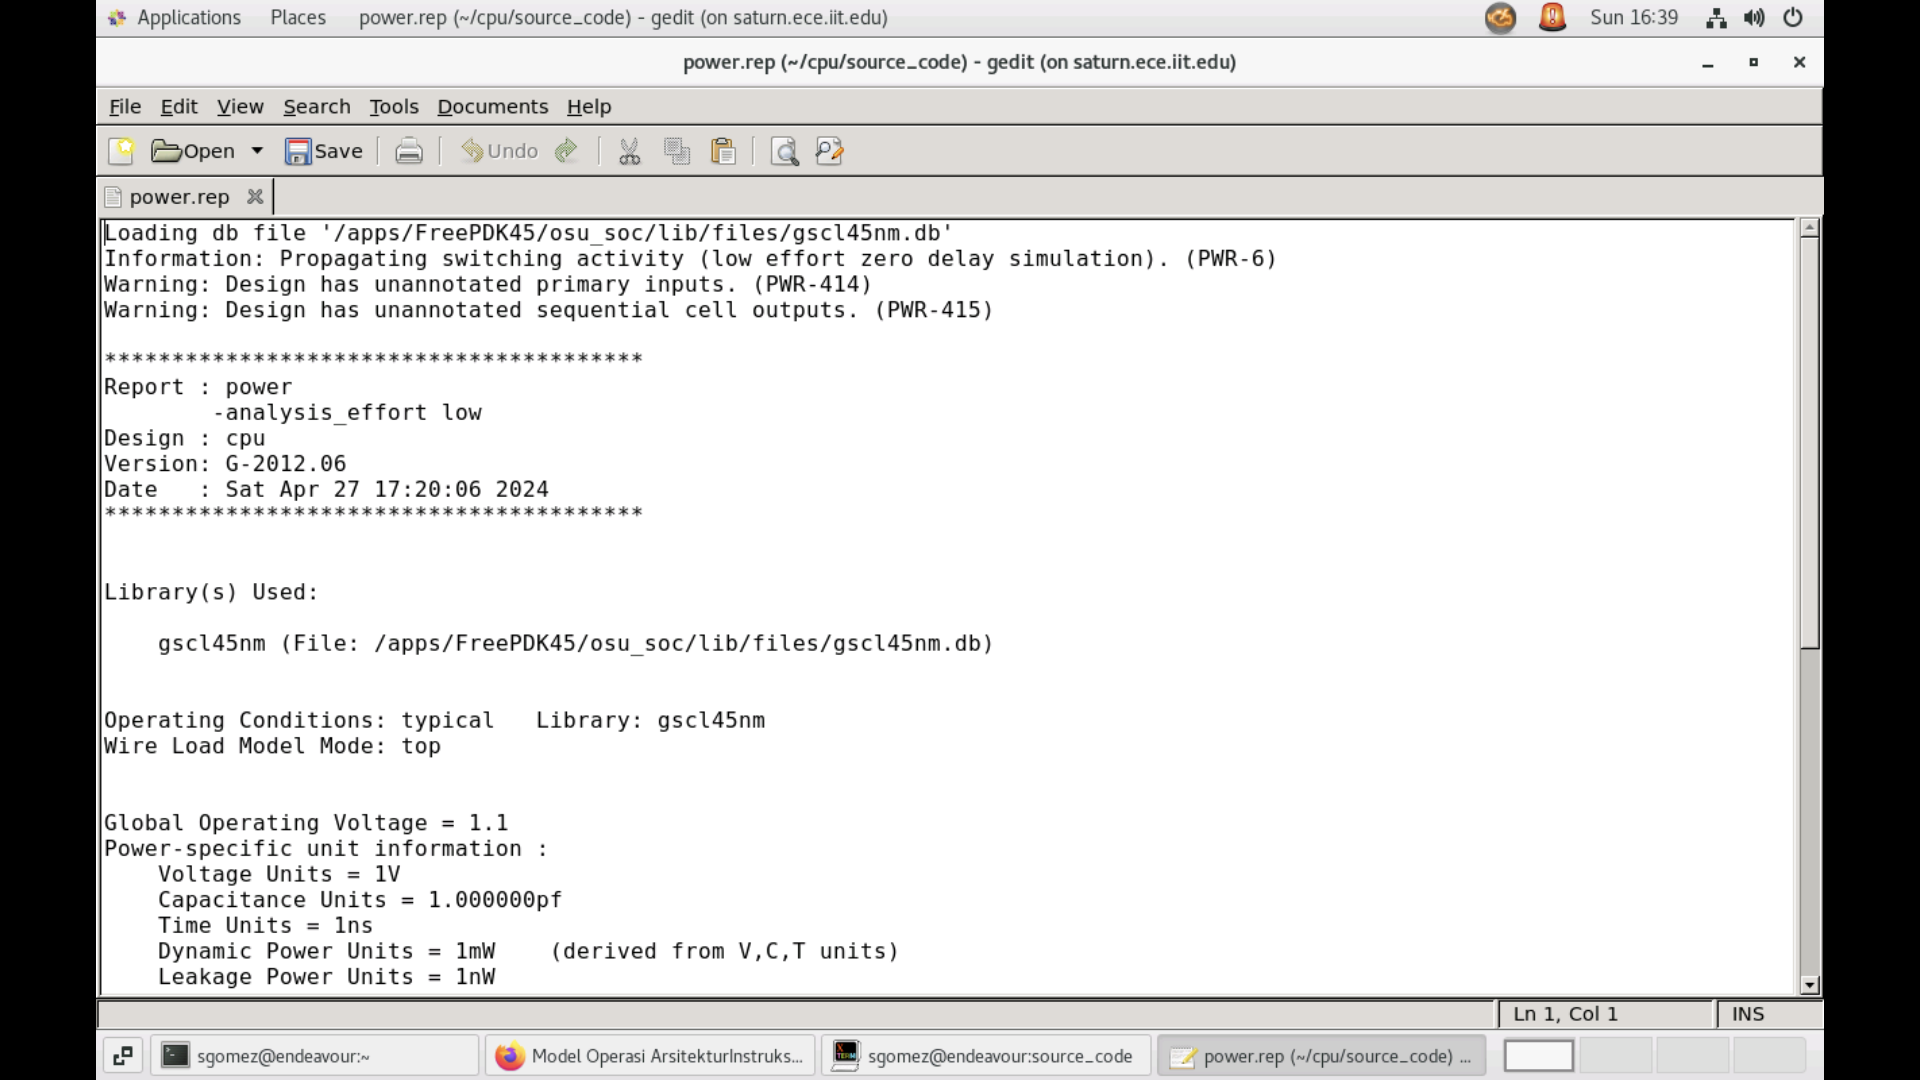 Applications Places power.rep (~/cpu/source_code) - gedit (on saturn.ece.iit.edu) Sun 16:39
power.rep (~/cpu/source_code) - gedit (on saturn.ece.iit.edu)
File Edit View Search Tools Documents Help
Open Save Undo
power.rep
Loading db file '/apps/FreePDK45/osu_soc/lib/files/gscl45nm.db'
Information: Propagating switching activity (low effort zero delay simulation). (PWR-6)
Warning: Design has unannotated primary inputs. (PWR-414)
Warning: Design has unannotated sequential cell outputs. (PWR-415)
****************************************
Report : power
-analysis_effort low
Design : cpu
Version: G-2012.06
Date : Sat Apr 27 17:20:06 2024
****************************************
Library(s) Used:
gscl45nm (File: /apps/FreePDK45/osu_soc/lib/files/gscl45nm.db)
Operating Conditions: typical Library: gscl45nm
Wire Load Model Mode: top
Global Operating Voltage = 1.1
Power-specific unit information :
Voltage Units = 1V
Capacitance Units = 1.000000pf
Time Units = 1ns
Dynamic Power Units = 1mW (derived from V,C,T units)
Leakage Power Units = 1nW
Ln 1, Col 1 INS
sgomez@endeavour:~ Model Operasi ArsitekturInstruks... X TERM sgomez@endeavour:source_code power.rep (~/cpu/source_code) ...